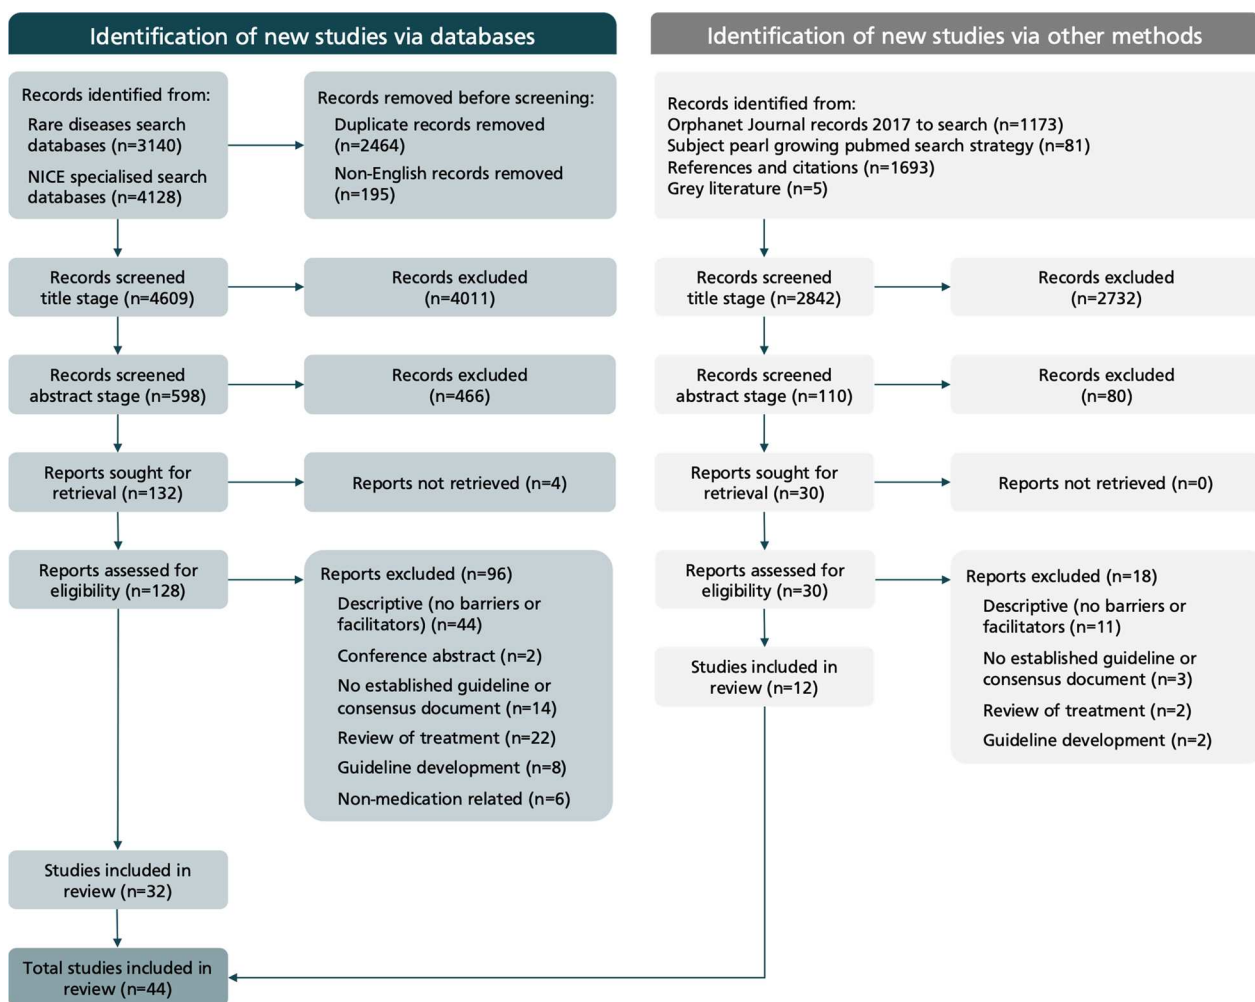 Identification of new studies via databases
Records identified from:
Rare diseases search
databases (n=3140)
NICE specialised search
databases (n=4128)
Records removed before screening:
Duplicate records removed
(n=2464)
Non-English records removed
(n=195)
Records screened
title stage (n=4609)
Records excluded
(n=4011)
Records screened
abstract stage (n=598)
Records excluded
(n=466)
Reports sought for
retrieval (n=132)
Reports not retrieved (n=4)
Reports assessed for
eligibility (n=128)
Reports excluded (n=96)
Descriptive (no barriers or
facilitators) (n=44)
Conference abstract (n=2)
No established guideline or
consensus document (n=14)
Review of treatment (n=22)
Guideline development (n=8)
Non-medication related (n=6)
Studies included in
review (n=32)
Total studies included in
review (n=44)
Identification of new studies via other methods
Records identified from:
Orphanet Journal records 2017 to search (n=1173)
Subject pearl growing pubmed search strategy (n=81)
References and citations (n=1693)
Grey literature (n=5)
Records screened
title stage (n=2842)
Records excluded
(n=2732)
Records screened
abstract stage (n=110)
Records excluded
(n=80)
Reports sought for
retrieval (n=30)
Reports not retrieved (n=0)
Reports assessed for
eligibility (n=30)
Reports excluded (n=18)
Descriptive (no barriers or
facilitators (n=11)
No established guideline or
consensus document (n=3)
Review of treatment (n=2)
Guideline development (n=2)
Studies included in
review (n=12)